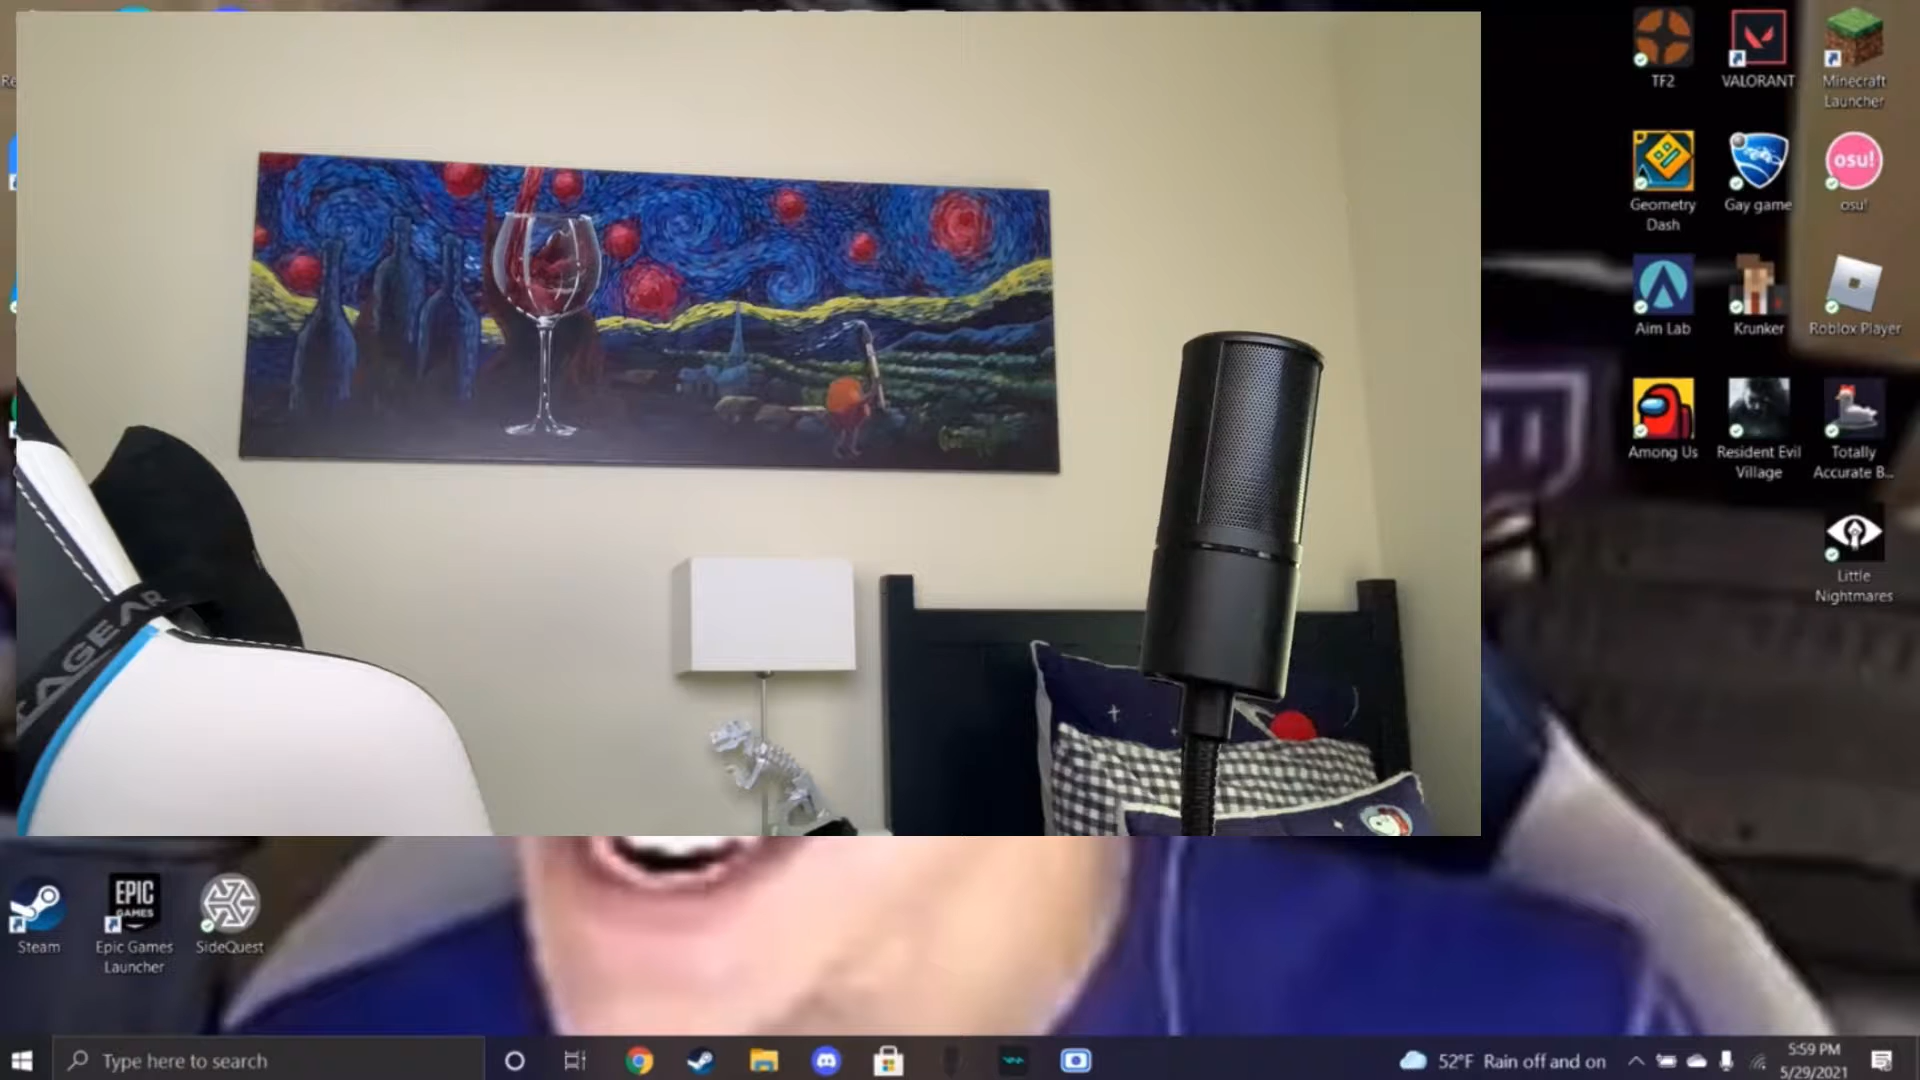 TF2
VALORANT
Minecraft
Launcher
Geometry
Dash
Gay game
osu!
osu!
Aim Lab
Krunker
Roblox Player
Among Us
Resident Evil
Village
Totally
Accurate B...
Little
Nightmares
TAGEAR
EPIC
GAMES
Steam
Epic Games
Launcher
SideQuest
Type here to search
52°F Rain off and on
5:59 PM
5/29/2021